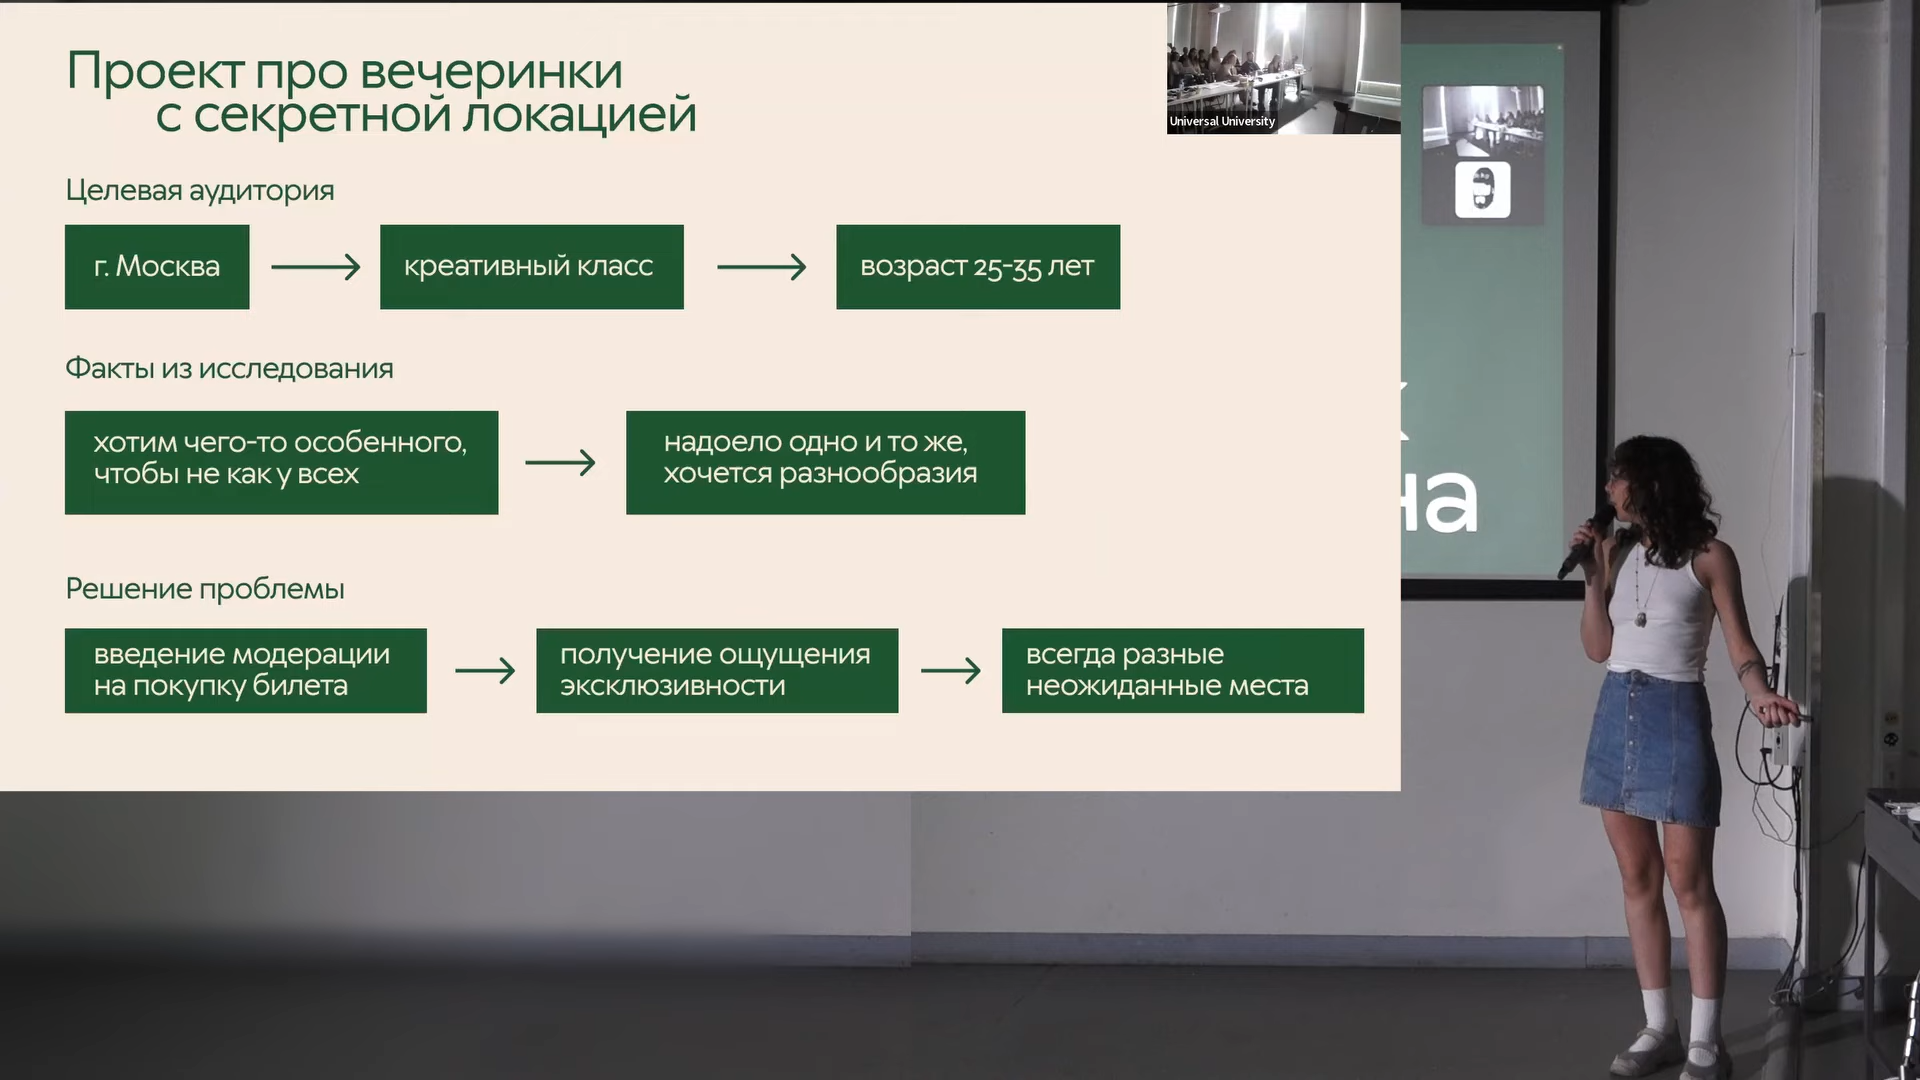 Проект про вечеринки
с секретной локацией
Universal University
Целевая аудитория
г. Москва
креативный класс
возраст 25-35 лет
Факты из исследования
хотим чего-то особенного,
чтобы не как у всех
надоело одно и то же,
хочется разнообразия
Решение проблемы
введение модерации
на покупку билета
получение ощущения
эксклюзивности
всегда разные
неожиданные места